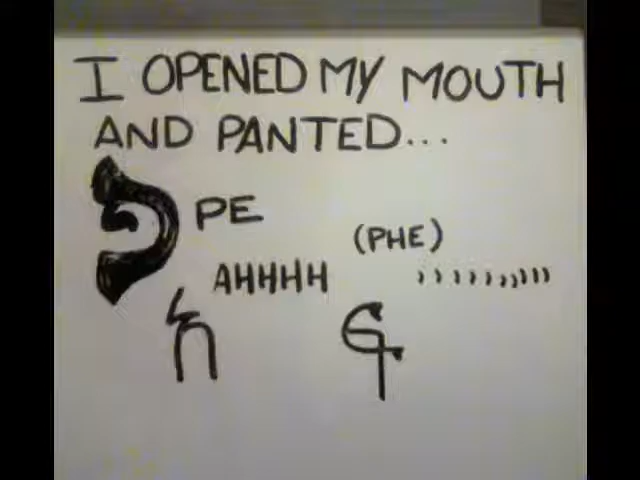 I OPENED MY MOUTH
AND PANTED...
פ PE
(PHE)
AHHHH ))))))))))